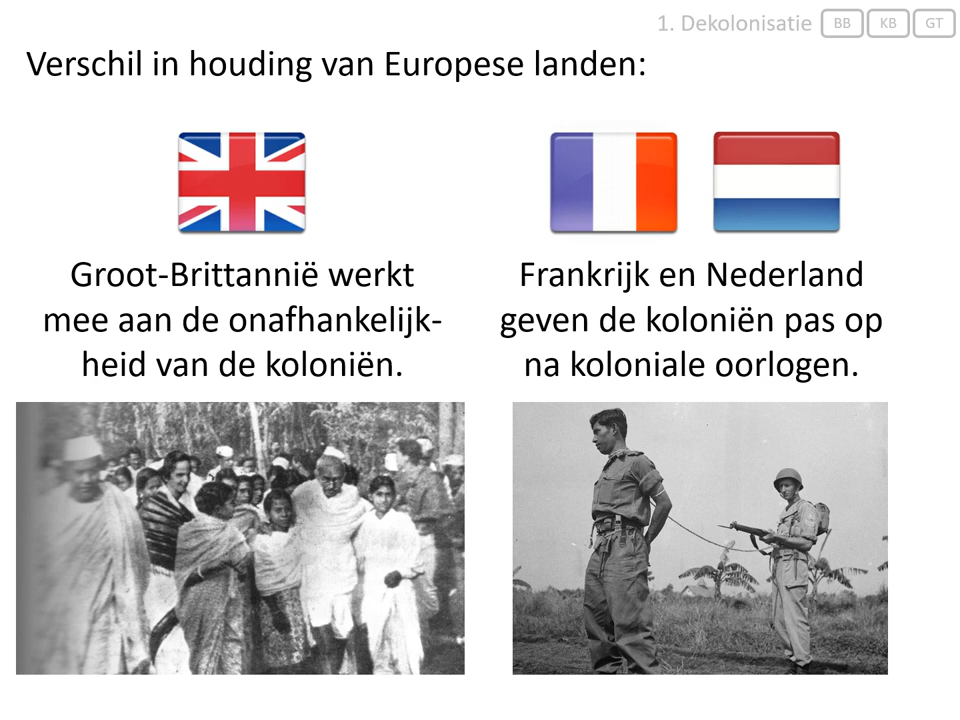 1. Dekolonisatie BB KB GT
Verschil in houding van Europese landen:
Groot-Brittannië werkt
mee aan de onafhankelijk-
heid van de koloniën.
Frankrijk en Nederland
geven de koloniën pas op
na koloniale oorlogen.